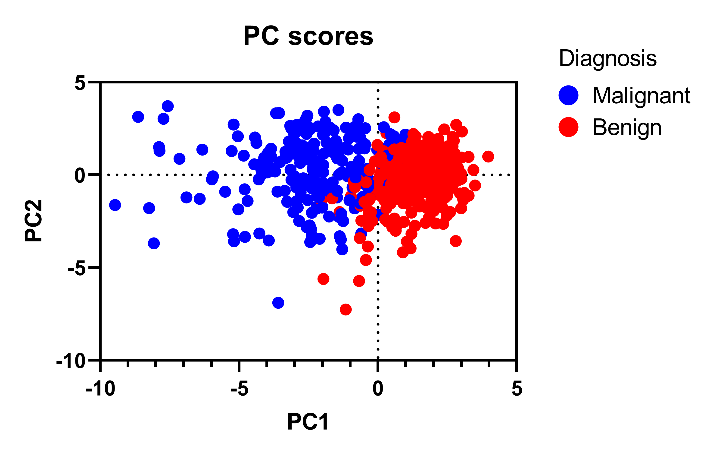 PC scores
Diagnosis
Malignant
Benign
5
0
-5
-10
PC2
-10
-5
0
5
PC1